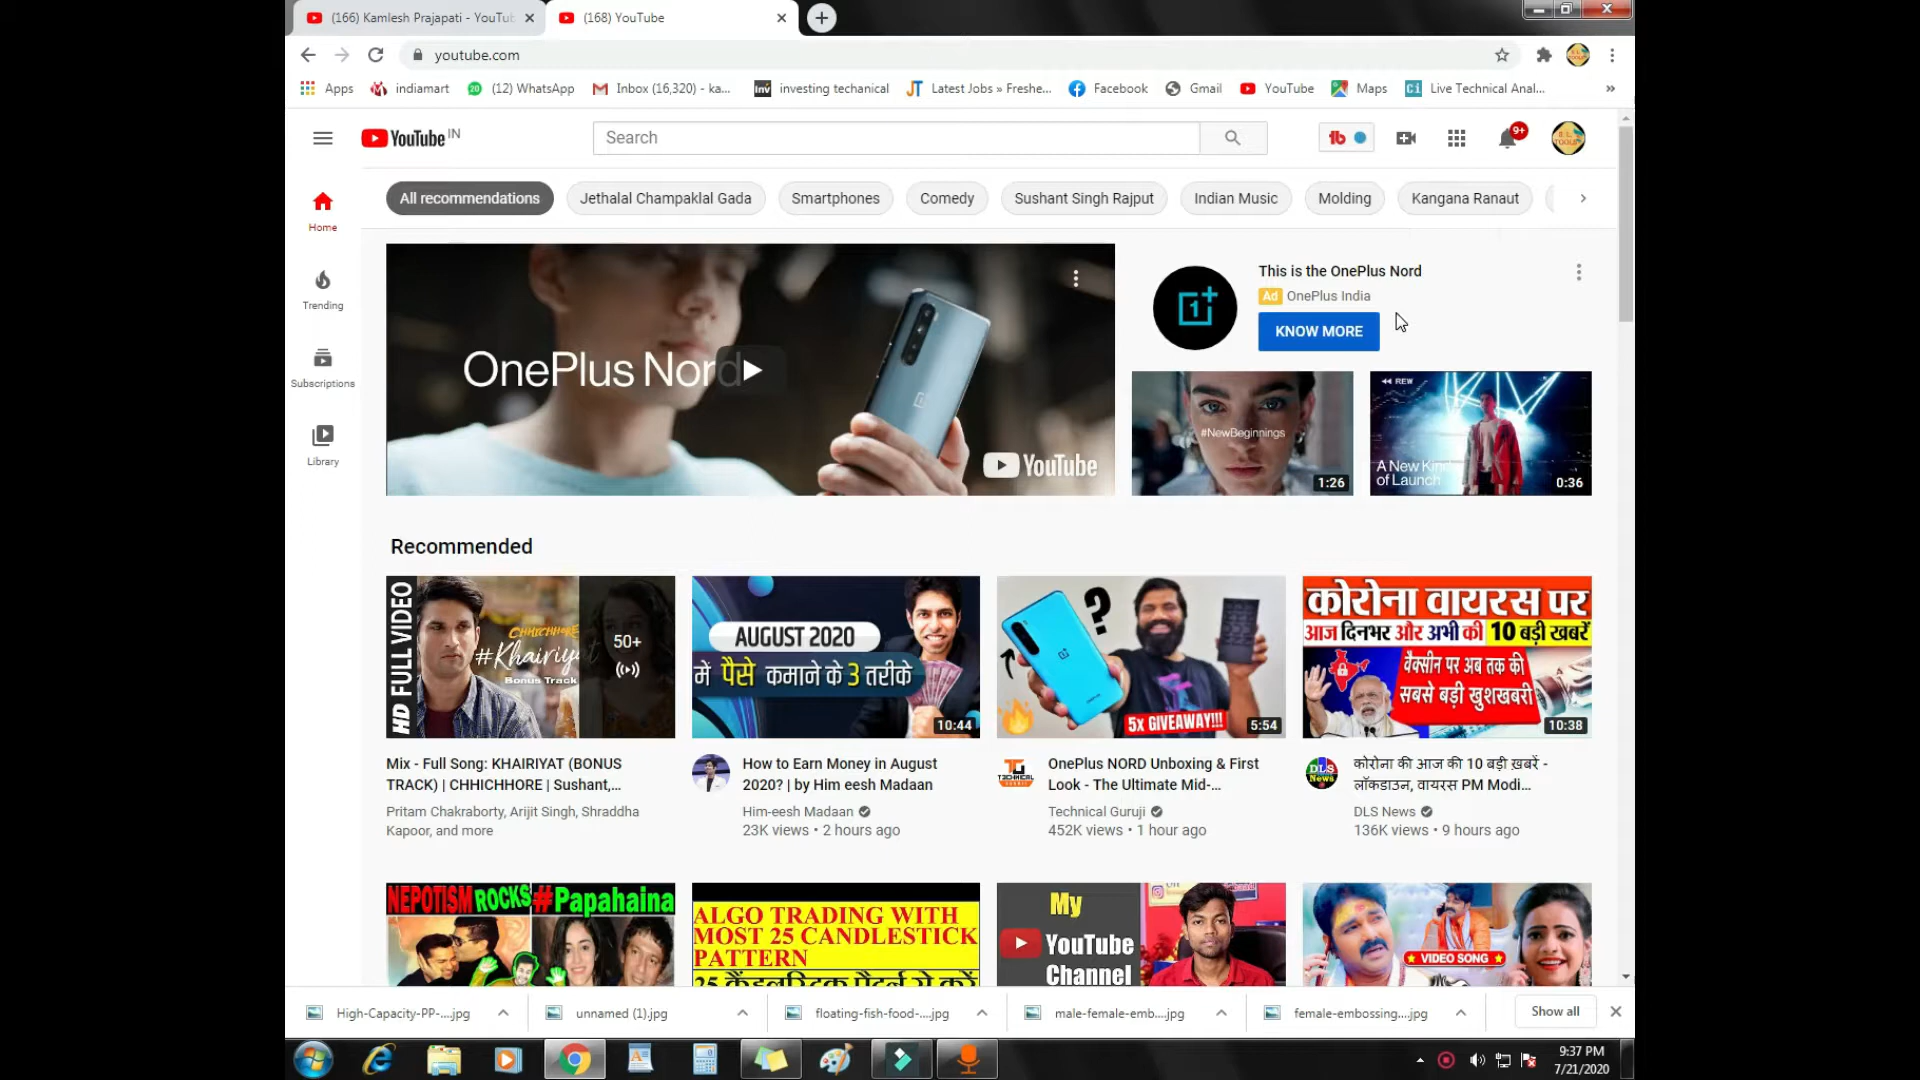 (166) Kamlesh Prajapati - YouTu
(168) YouTube
youtube.com
Apps
indiamart
(12) WhatsApp
Inbox (16,320) - ka...
investing techanical
Latest Jobs » Freshe...
Facebook
Gmail
YouTube
Maps
Live Technical Anal...
YouTube IN
Search
9+
All recommendations
Jethalal Champaklal Gada
Smartphones
Comedy
Sushant Singh Rajput
Indian Music
Molding
Kangana Ranaut
Home
Trending
Subscriptions
Library
OnePlus Nord
YouTube
This is the OnePlus Nord
Ad OnePlus India
KNOW MORE
#NewBeginnings
1:26
REW
A New Kind
of Launch
0:36
Recommended
HD FULL VIDEO
CHHICHHORE
#Khairiyat
Bonus Track
50+
AUGUST 2020
में पैसे कमाने के 3 तरीके
10:44
?
5X GIVEAWAY!!!
5:54
कोरोना वायरस पर
आज दिनभर और अभी की 10 बड़ी खबरें
वैक्सीन पर अब तक की
सबसे बड़ी खुशखबरी
10:38
Mix - Full Song: KHAIRIYAT (BONUS
TRACK) | CHHICHHORE | Sushant,...
Pritam Chakraborty, Arijit Singh, Shraddha
Kapoor, and more
How to Earn Money in August
2020? | by Him eesh Madaan
Him-eesh Madaan
23K views • 2 hours ago
OnePlus NORD Unboxing & First
Look - The Ultimate Mid-...
Technical Guruji
452K views • 1 hour ago
DLS
News
कोरोना की आज की 10 बड़ी ख़बरें -
लॉकडाउन, वायरस PM Modi...
DLS News
136K views • 9 hours ago
NEPOTISM ROCKS #Papahaina
ALGO TRADING WITH
MOST 25 CANDLESTICK
PATTERN
25 कैंडलस्टिक पैटर्न से करें
My
YouTube
Channel
VIDEO SONG
High-Capacity-PP-....jpg
unnamed (1).jpg
floating-fish-food-....jpg
male-female-emb....jpg
female-embossing....jpg
Show all
9:37 PM
7/21/2020